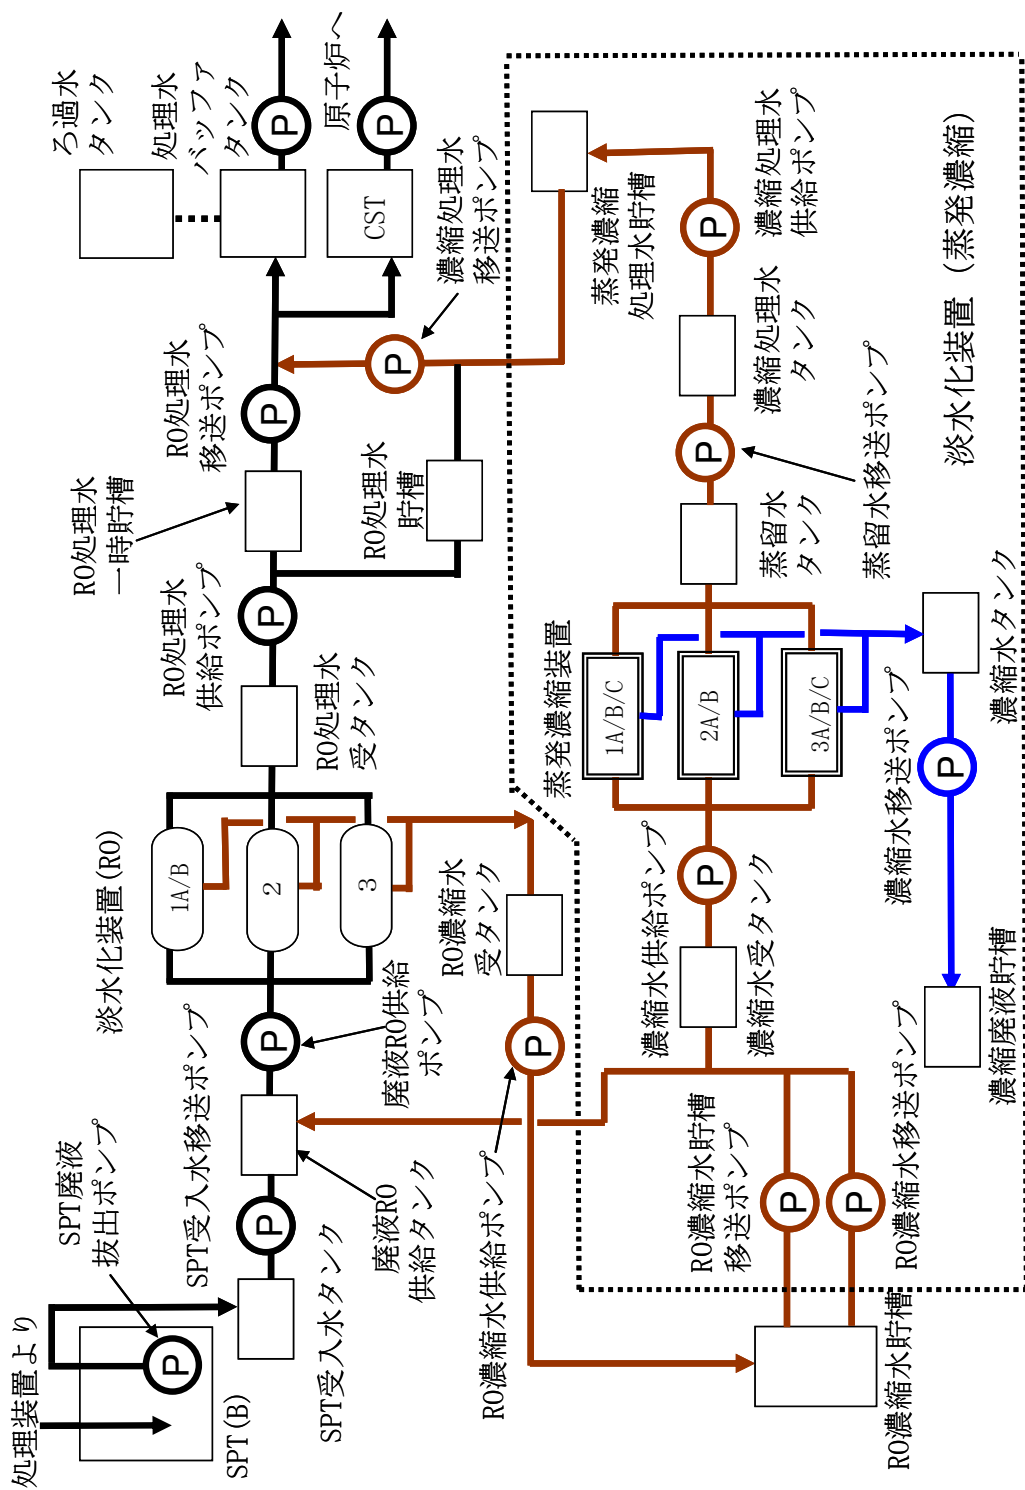 処理装置より
SPT(B)
P
SPT廃液
抜出ポンプ
SPT受入水タンク
P
SPT受入水移送ポンプ
廃液RO
供給タンク
P
廃液RO供給
ポンプ
淡水化装置(RO)
1A/B
2
3
RO処理水
受タンク
P
RO処理水
供給ポンプ
RO処理水
一時貯槽
RO処理水
貯槽
P
RO処理水
移送ポンプ
ろ過水
タンク
処理水
バッファ
タンク
P
CST
P
原子炉へ
P
濃縮処理水
移送ポンプ
RO濃縮水
受タンク
P
RO濃縮水供給ポンプ
RO濃縮水貯槽
P
RO濃縮水貯槽
移送ポンプ
P
RO濃縮水移送ポンプ
濃縮水受タンク
P
濃縮水供給ポンプ
蒸発濃縮装置
1A/B/C
2A/B
3A/B/C
蒸留水
タンク
P
蒸留水移送ポンプ
濃縮処理水
タンク
P
濃縮処理水
供給ポンプ
蒸発濃縮
処理水貯槽
濃縮水タンク
P
濃縮水移送ポンプ
濃縮廃液貯槽
淡水化装置(蒸発濃縮)